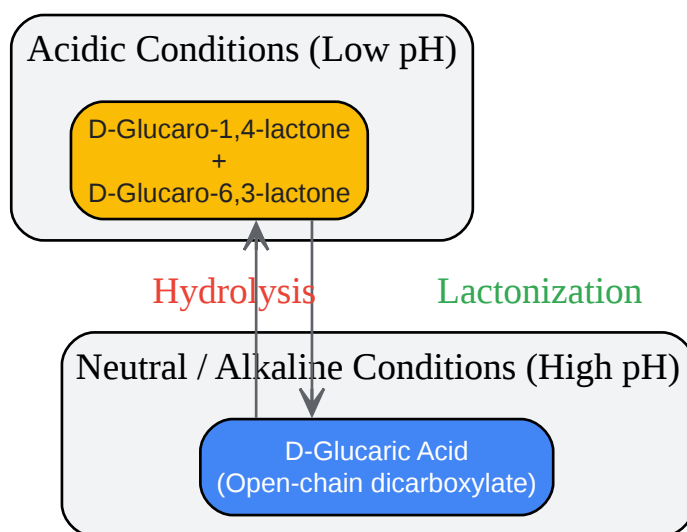 Acidic Conditions (Low pH)
D-Glucaro-1,4-lactone
+
D-Glucaro-6,3-lactone
Hydrolysis
Lactonization
Neutral / Alkaline Conditions (High pH)
D-Glucaric Acid
(Open-chain dicarboxylate)